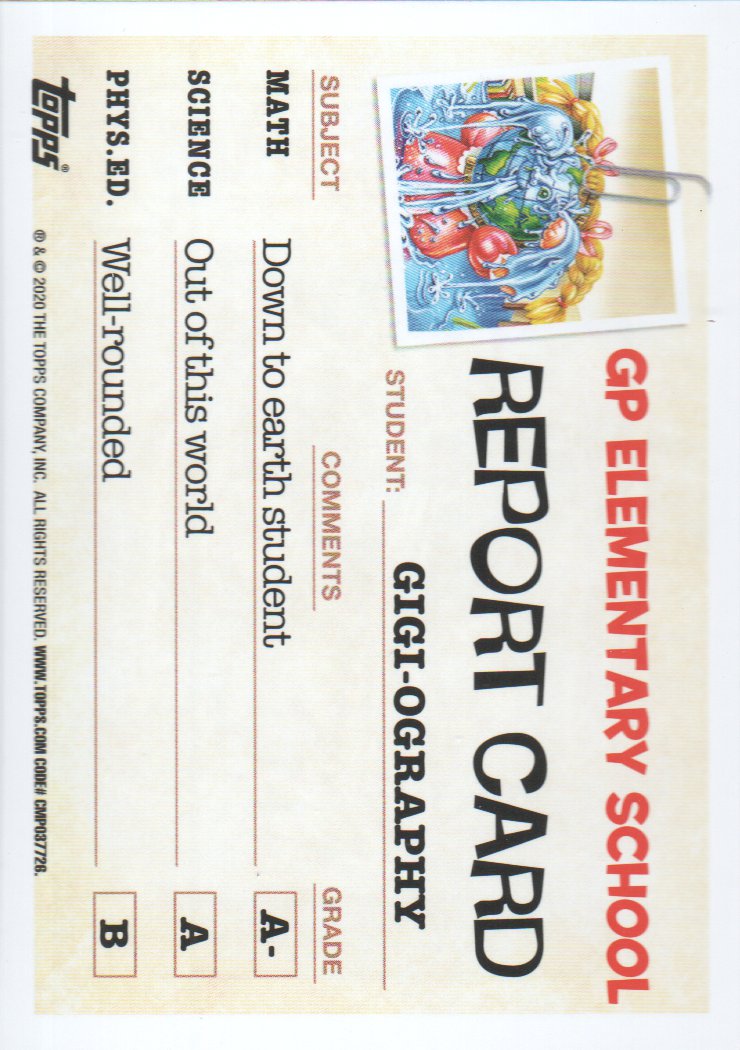 GP ELEMENTARY SCHOOL
REPORT CARD
STUDENT: GIGI-OGRAPHY
SUBJECT COMMENTS GRADE
MATH Down to earth student A-
SCIENCE Out of this world A
PHYS.ED. Well-rounded B
Topps® ® & © 2020 THE TOPPS COMPANY, INC. ALL RIGHTS RESERVED. WWW.TOPPS.COM CODE# CMP037726.